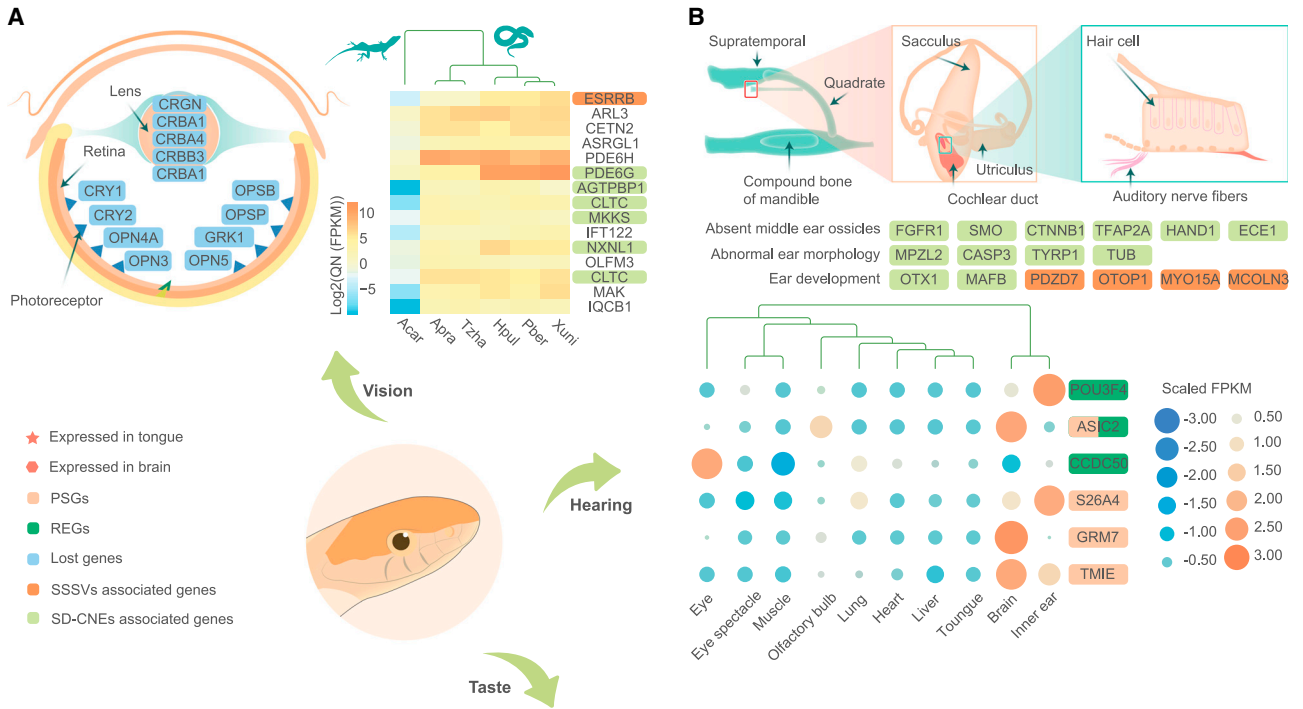 A
Lens
CRGN
CRBA1
CRBA4
CRBB3
CRBA1
Retina
CRY1
CRY2
OPN4A
OPN3
OPSB
OPSP
GRK1
OPN5
Photoreceptor
Log2(QN (FPKM))
10
5
0
−5
ESRRB
ARL3
CETN2
ASRGL1
PDE6H
PDE6G
AGTPBP1
CLTC
MKKS
IFT122
NXNL1
OLFM3
CLTC
MAK
IQCB1
Acar
Apra
Tzha
Hpul
Pber
Xuni
Vision
Hearing
Taste
Expressed in tongue
Expressed in brain
PSGs
REGs
Lost genes
SSSVs associated genes
SD-CNEs associated genes
B
Supratemporal
Quadrate
Compound bone
of mandible
Sacculus
Utriculus
Cochlear duct
Hair cell
Auditory nerve fibers
Absent middle ear ossicles FGFR1 SMO CTNNB1 TFAP2A HAND1 ECE1
Abnormal ear morphology MPZL2 CASP3 TYRP1 TUB
Ear development OTX1 MAFB PDZD7 OTOP1 MYO15A MCOLN3
POU3F4
ASIC2
CCDC50
S26A4
GRM7
TMIE
Eye
Eye spectacle
Muscle
Olfactory bulb
Lung
Heart
Liver
Toungue
Brain
Inner ear
Scaled FPKM
-3.00
-2.50
-2.00
-1.50
-1.00
-0.50
0.50
1.00
1.50
2.00
2.50
3.00